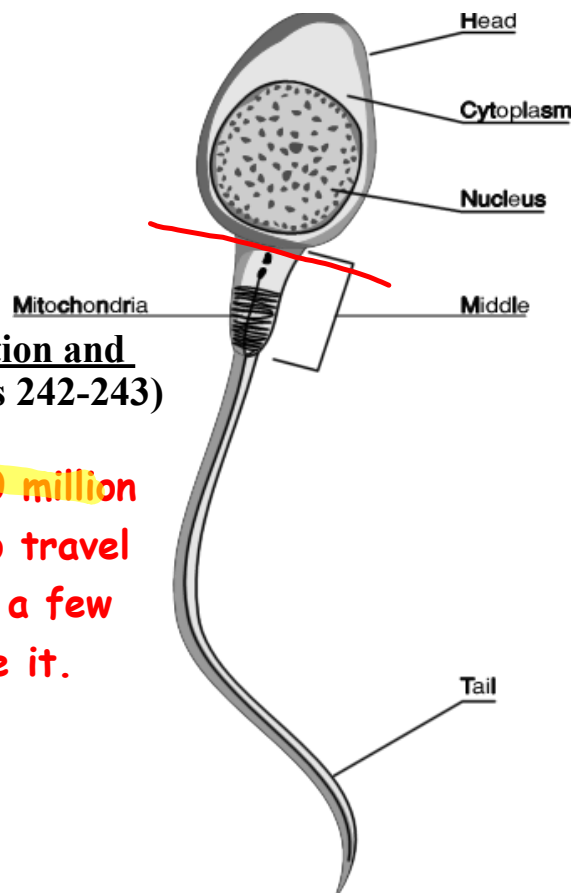 Head
Cytoplasm
Nucleus
Mitochondria
Middle
tion and
s 242-243)
million
travel
a few
e it.
Tail